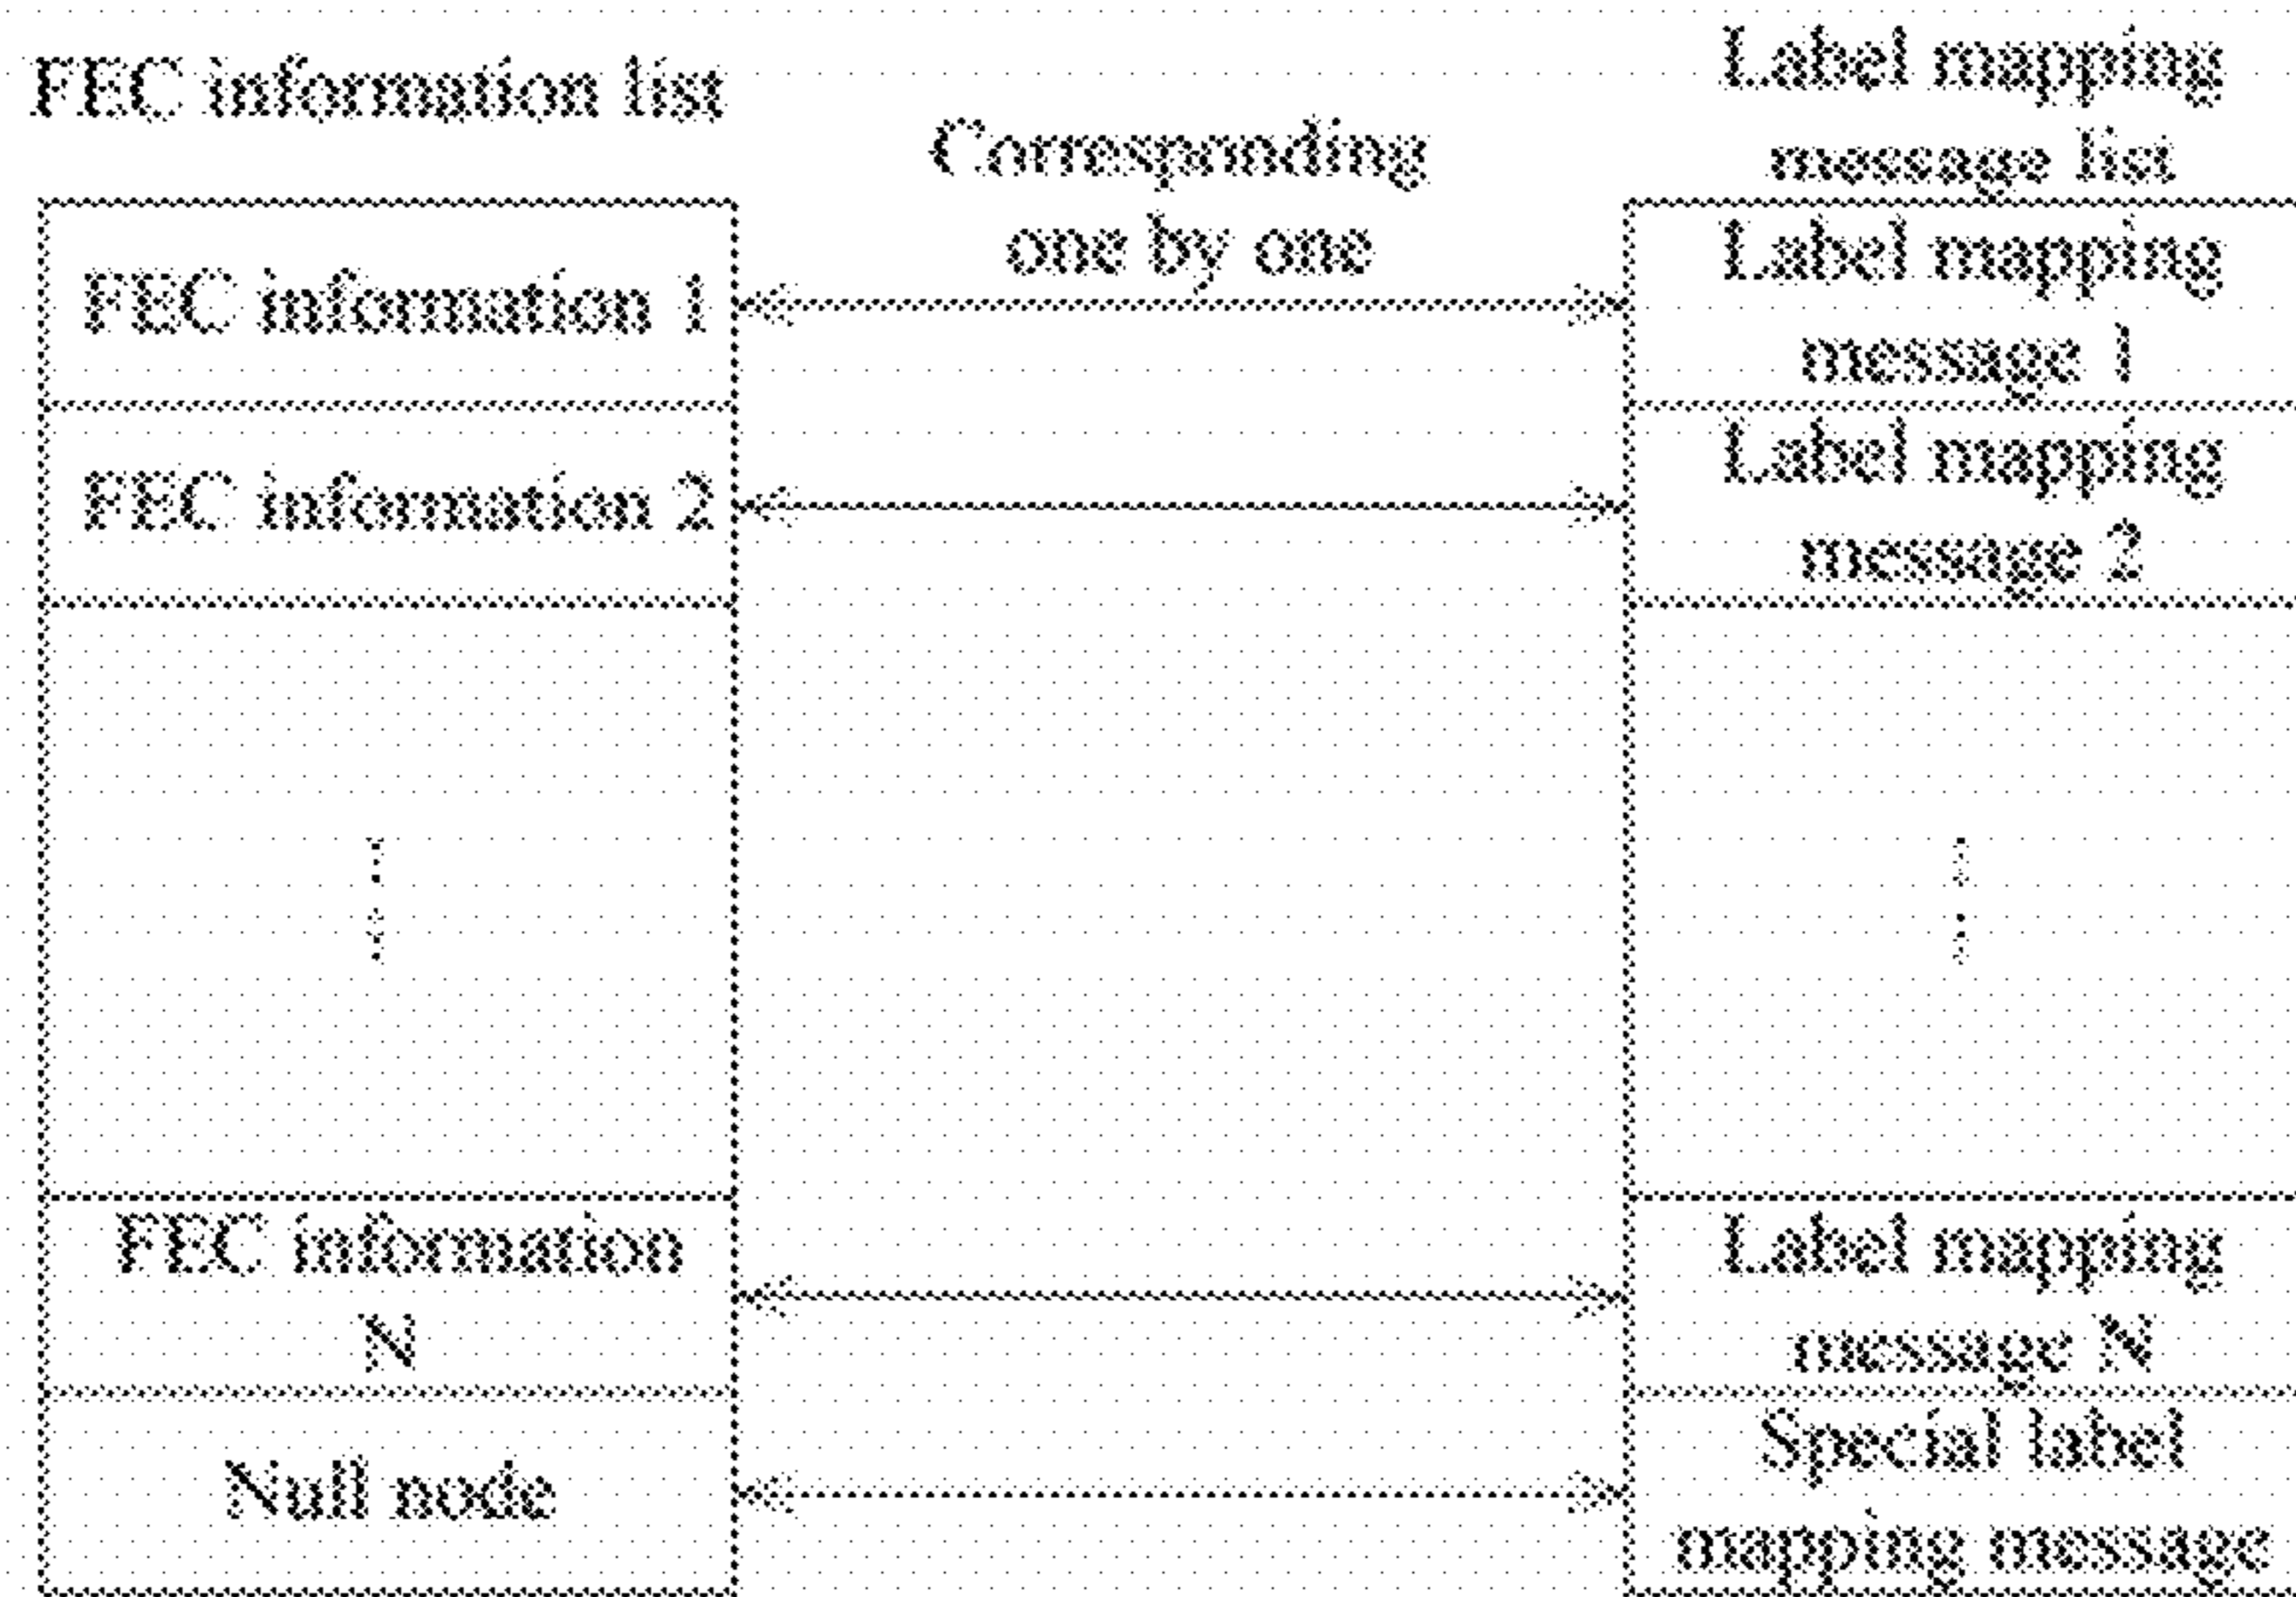 FEC information list
Corresponding
one by one
Label mapping
message list
FEC information 1
Label mapping
message 1
FEC information 2
Label mapping
message 2
FEC information
N
Label mapping
message N
Null node
Special label
mapping message